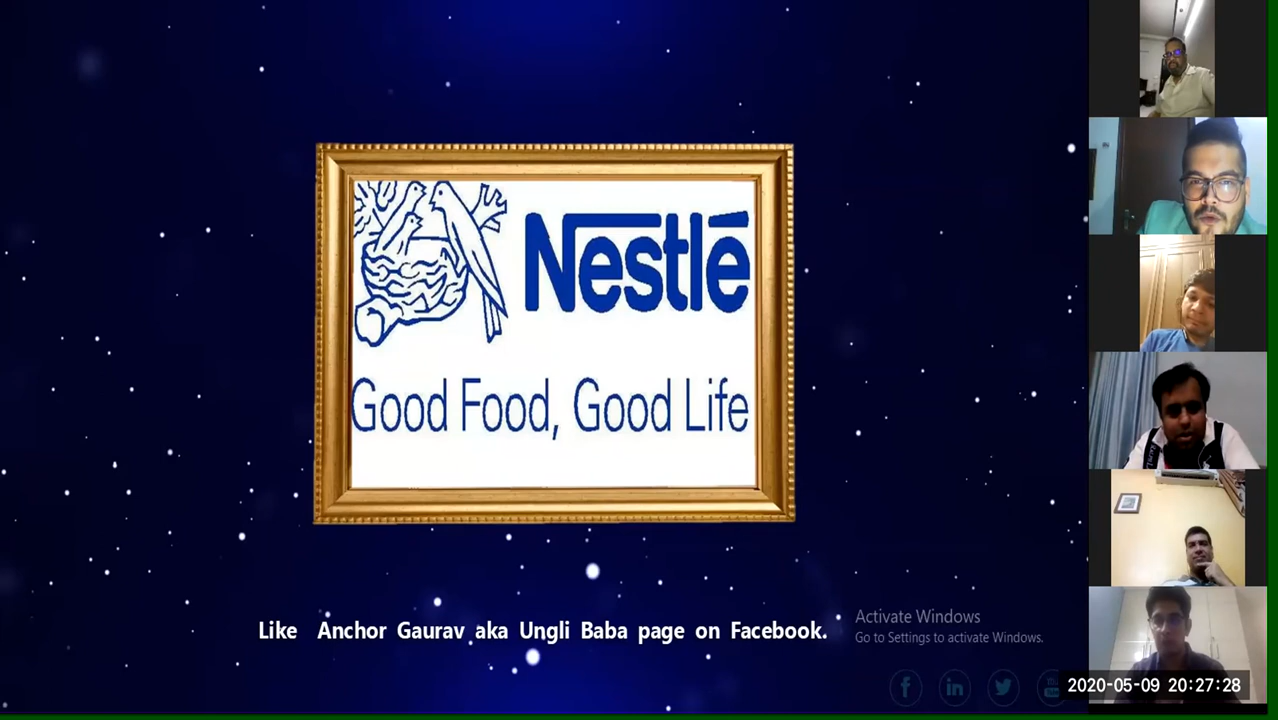 Nestlé
Good Food, Good Life
Like Anchor Gaurav aka Ungli Baba page on Facebook.
Activate Windows
Go to Settings to activate Windows.
2020-05-09 20:27:28